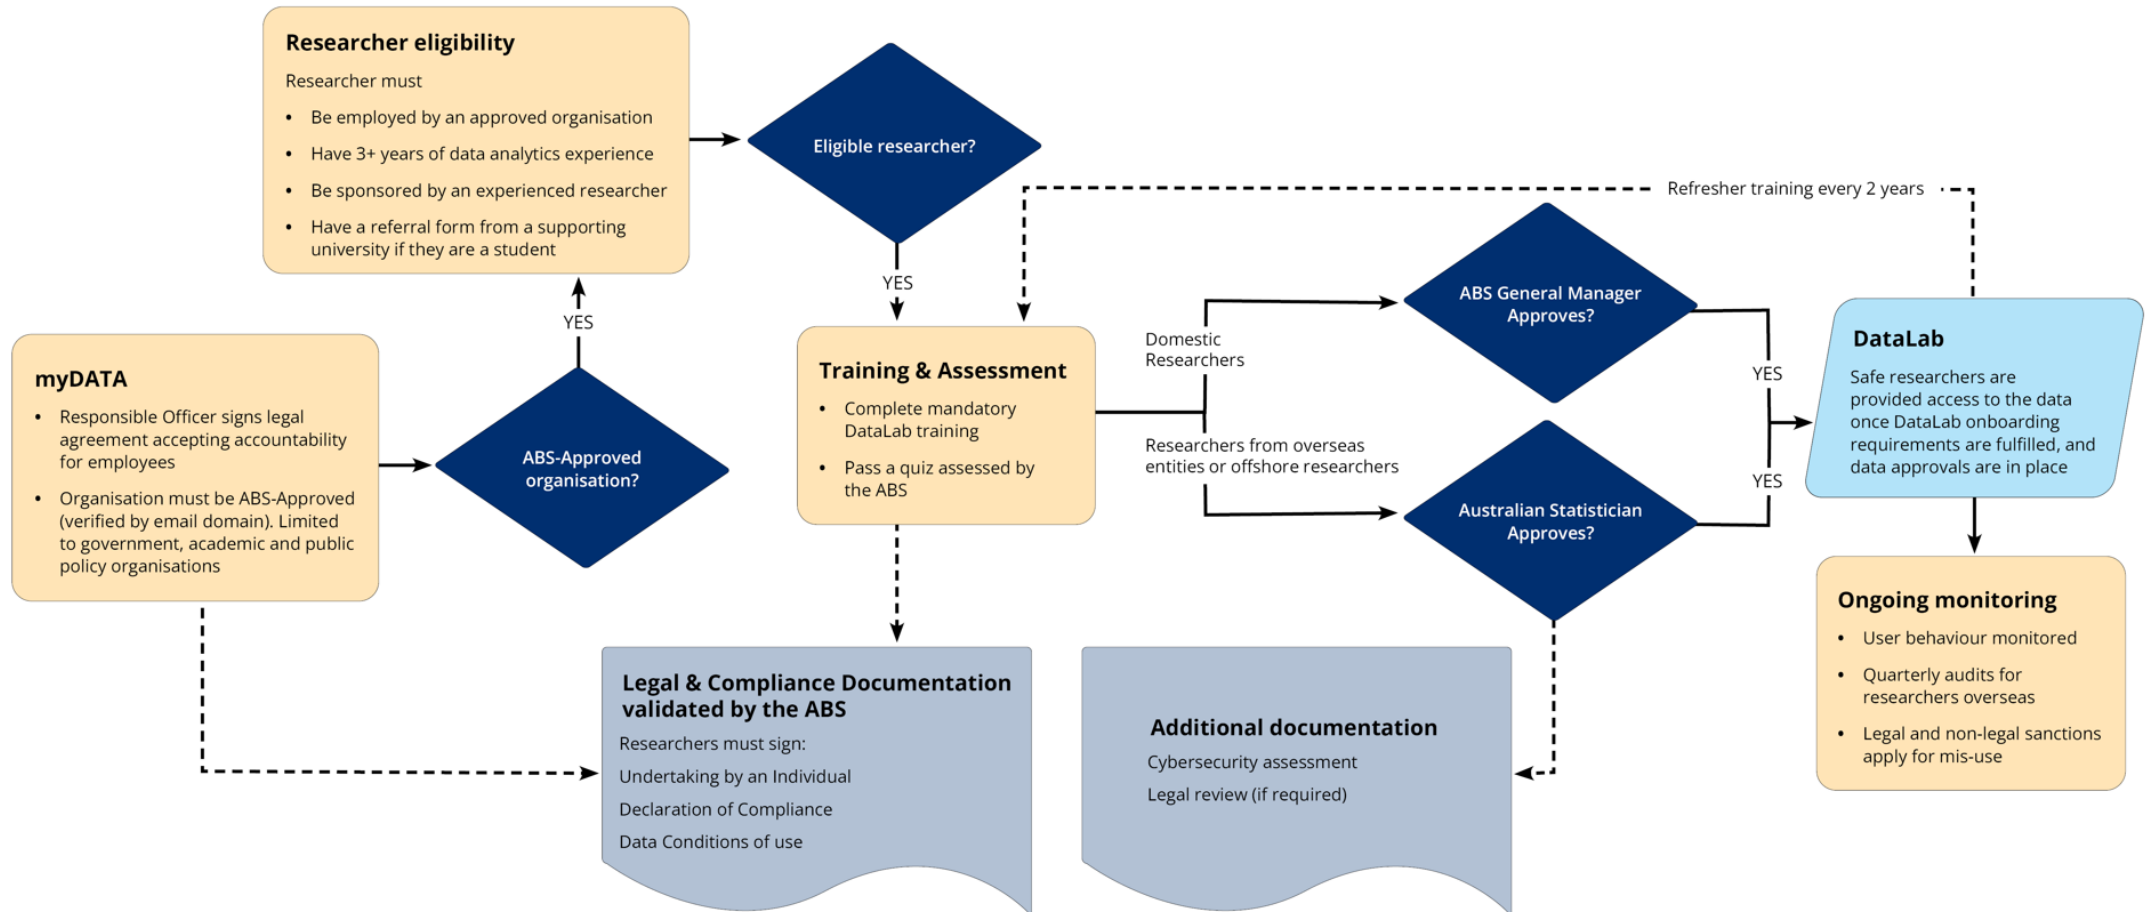 Researcher eligibility
Researcher must
• Be employed by an approved organisation
• Have 3+ years of data analytics experience
• Be sponsored by an experienced researcher
• Have a referral form from a supporting
university if they are a student
Eligible researcher?
YES
YES
myDATA
• Responsible Officer signs legal
agreement accepting accountability
for employees
• Organisation must be ABS-Approved
(verified by email domain). Limited
to government, academic and public
policy organisations
ABS-Approved
organisation?
Training & Assessment
• Complete mandatory
DataLab training
• Pass a quiz assessed by
the ABS
Refresher training every 2 years
Domestic
Researchers
Researchers from overseas
entities or offshore researchers
ABS General Manager
Approves?
Australian Statistician
Approves?
YES
YES
DataLab
Safe researchers are
provided access to the data
once DataLab onboarding
requirements are fulfilled, and
data approvals are in place
Ongoing monitoring
• User behaviour monitored
• Quarterly audits for
researchers overseas
• Legal and non-legal sanctions
apply for mis-use
Legal & Compliance Documentation
validated by the ABS
Researchers must sign:
Undertaking by an Individual
Declaration of Compliance
Data Conditions of use
Additional documentation
Cybersecurity assessment
Legal review (if required)